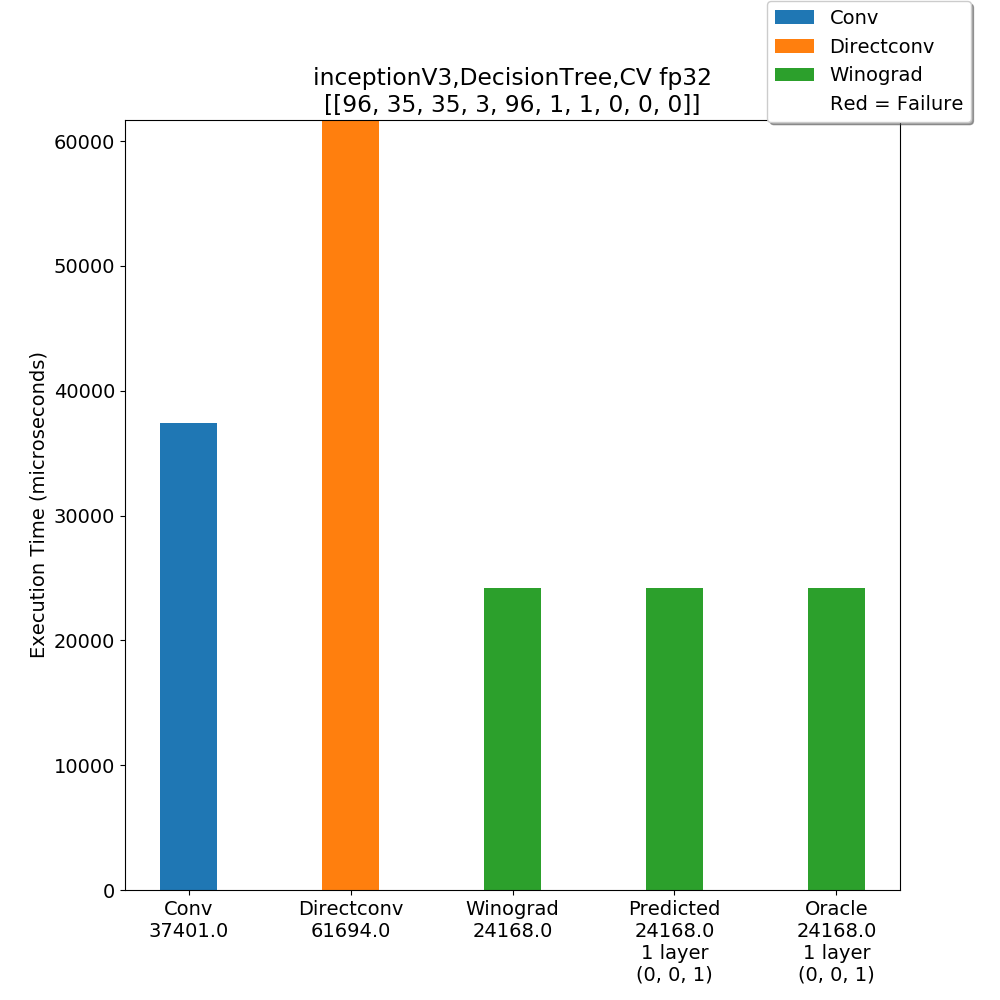 Conv
Directconv
Winograd
Red = Failure
inceptionV3,DecisionTree,CV fp32
[[96, 35, 35, 3, 96, 1, 1, 0, 0, 0]]
Execution Time (microseconds)
60000
50000
40000
30000
20000
10000
0
Conv
37401.0
Directconv
61694.0
Winograd
24168.0
Predicted
24168.0
1 layer
(0, 0, 1)
Oracle
24168.0
1 layer
(0, 0, 1)